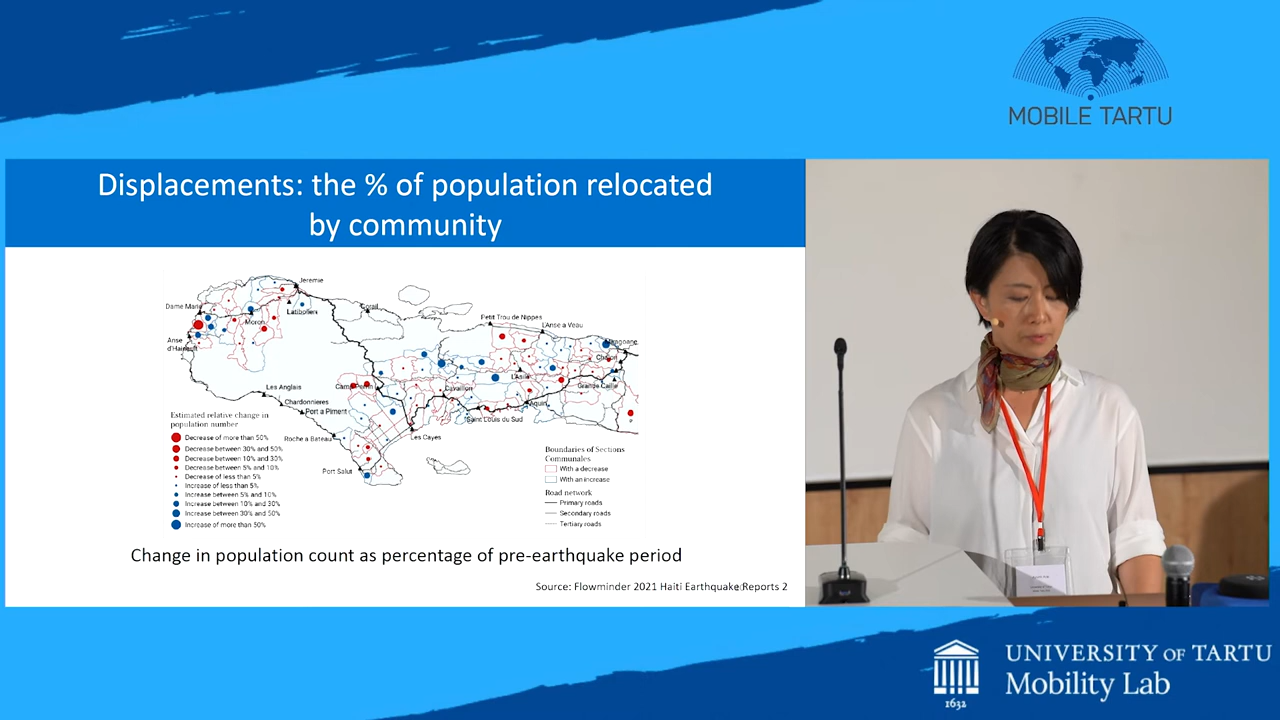 MOBILE TARTU
Displacements: the % of population relocated
by community
Jeremie
Dame Marie
Latiboliere
Corail
Moron
Anse
d'Hainault
Petit Trou de Nippes
L'Anse a Veau
Miragoane
L'Asile
Grande Caille
Les Anglais
Chardonnieres
Port a Piment
Camp Perrin
Cavaillon
Aquin
Saint Louis du Sud
Roche a Bateau
Les Cayes
Port Salut
Estimated relative change in
population number
Decrease of more than 50%
Decrease between 30% and 50%
Decrease between 10% and 30%
Decrease between 5% and 10%
Decrease of less than 5%
Increase of less than 5%
Increase between 5% and 10%
Increase between 10% and 30%
Increase between 30% and 50%
Increase of more than 50%
Boundaries of Sections
Communales
With a decrease
With an increase
Road network
Primary roads
Secondary roads
Tertiary roads
Change in population count as percentage of pre-earthquake period
Source: Flowminder 2021 Haiti Earthquake Reports 2
UNIVERSITY OF TARTU
Mobility Lab
1632